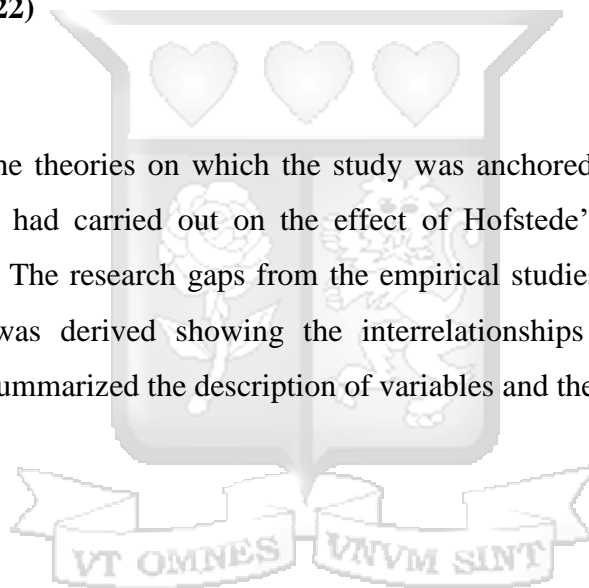 22)
he theories on which the study was anchored
had carried out on the effect of Hofstede’
The research gaps from the empirical studies
was derived showing the interrelationships
ummarized the description of variables and the
VT OMNES VNVM SINT